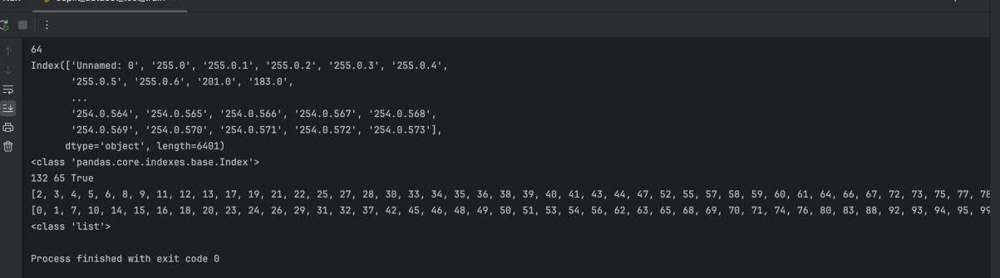 64
Index(['Unnamed: 0', '255.0', '255.0.1', '255.0.2', '255.0.3', '255.0.4',
'255.0.5', '255.0.6', '201.0', '183.0',
...
'254.0.564', '254.0.565', '254.0.566', '254.0.567', '254.0.568',
'254.0.569', '254.0.570', '254.0.571', '254.0.572', '254.0.573'],
dtype='object', length=6401)
<class 'pandas.core.indexes.base.Index'>
132 65 True
[2, 3, 4, 5, 6, 8, 9, 11, 12, 13, 17, 19, 21, 22, 25, 27, 28, 30, 33, 34, 35, 36, 38, 39, 40, 41, 43, 44, 47, 52, 55, 57, 58, 59, 60, 61, 64, 66, 67, 72, 73, 75, 77, 78
[0, 1, 7, 10, 14, 15, 16, 18, 20, 23, 24, 26, 29, 31, 32, 37, 42, 45, 46, 48, 49, 50, 51, 53, 54, 56, 62, 63, 65, 68, 69, 70, 71, 74, 76, 80, 83, 88, 92, 93, 94, 95, 99
<class 'list'>
Process finished with exit code 0